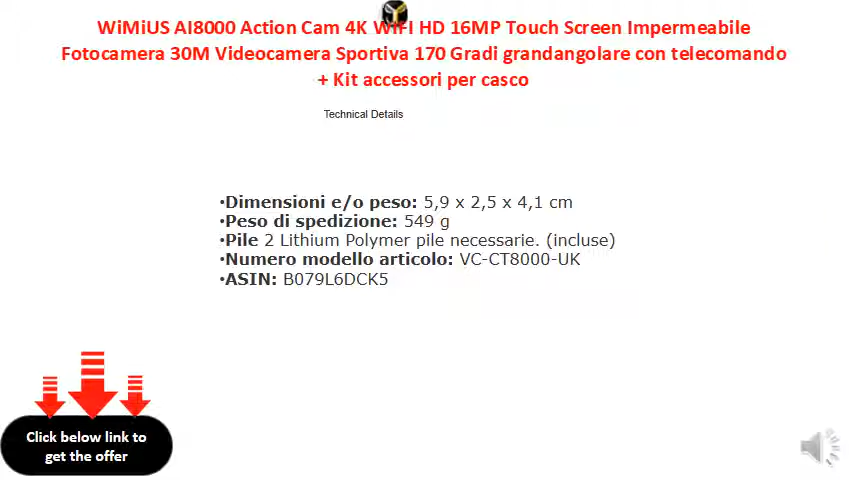 WiMiUS AI8000 Action Cam 4K WIFI HD 16MP Touch Screen Impermeabile
Fotocamera 30M Videocamera Sportiva 170 Gradi grandangolare con telecomando
+ Kit accessori per casco
Technical Details
•Dimensioni e/o peso: 5,9 x 2,5 x 4,1 cm
•Peso di spedizione: 549 g
•Pile 2 Lithium Polymer pile necessarie. (incluse)
•Numero modello articolo: VC-CT8000-UK
•ASIN: B079L6DCK5
Click below link to
get the offer